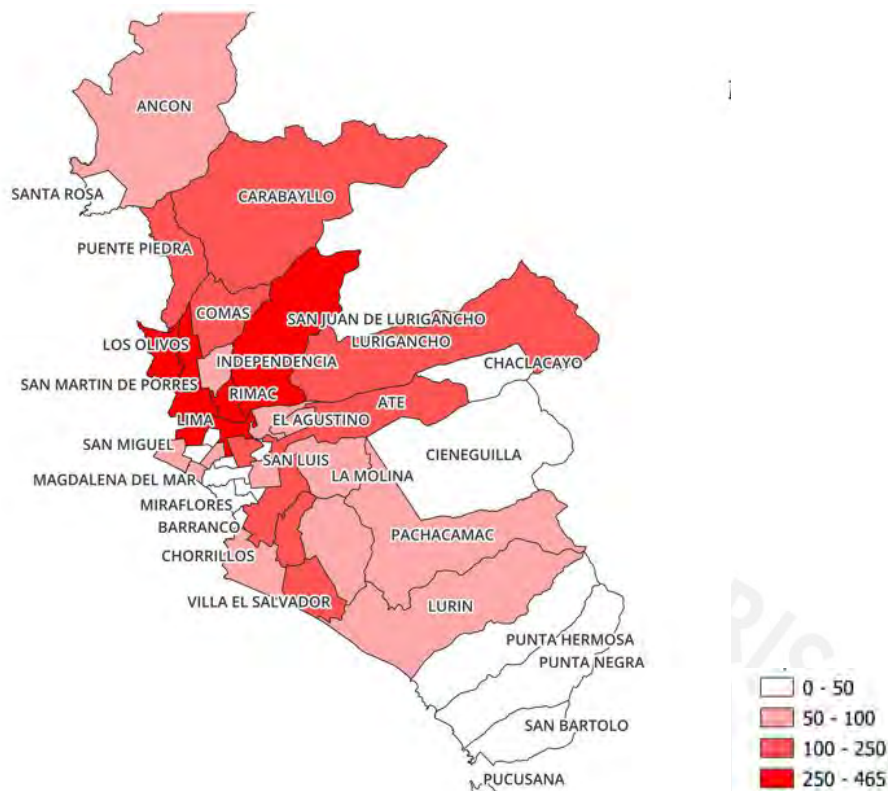 ANCON
SANTA ROSA
CARABAYLLO
PUENTE PIEDRA
COMAS
SAN JUAN DE LURIGANCHO
LOS OLIVOS
LURIGANCHO
INDEPENDENCIA
CHACLACAYO
SAN MARTIN DE PORRES
RIMAC
ATE
LIMA
EL AGUSTINO
SAN MIGUEL
CIENEGUILLA
SAN LUIS
LA MOLINA
MAGDALENA DEL MAR
MIRAFLORES
BARRANCO
PACHACAMAC
CHORRILLOS
VILLA EL SALVADOR
LURIN
PUNTA HERMOSA
PUNTA NEGRA
SAN BARTOLO
PUCUSANA
0 - 50
50 - 100
100 - 250
250 - 465